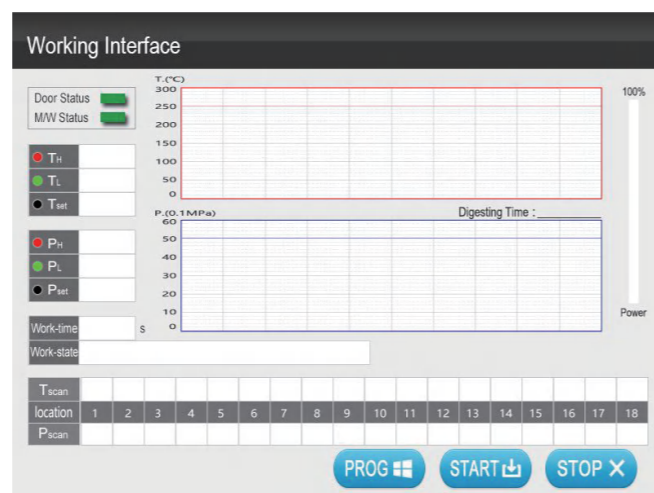 Working Interface
Door Status
M/W Status
T.(°C)
300
250
200
150
100
50
0
100%
TH
TL
Tset
P.(0.1MPa)
Digesting Time : ________
60
50
40
30
20
10
0
Power
PH
PL
Pset
Work-time s
Work-state
Tscan
location 1 2 3 4 5 6 7 8 9 10 11 12 13 14 15 16 17 18
Pscan
PROG START STOP